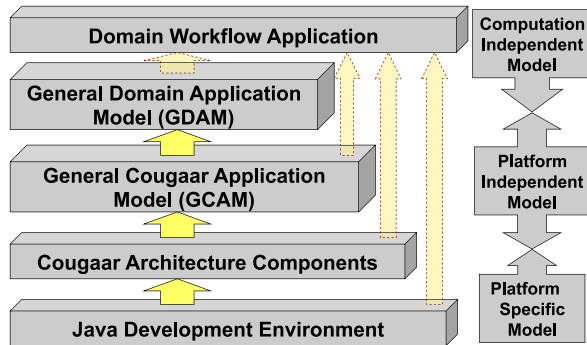 Domain Workflow Application
General Domain Application
Model (GDAM)
General Cougaar Application
Model (GCAM)
Cougaar Architecture Components
Java Development Environment
Computation
Independent
Model
Platform
Independent
Model
Platform
Specific
Model